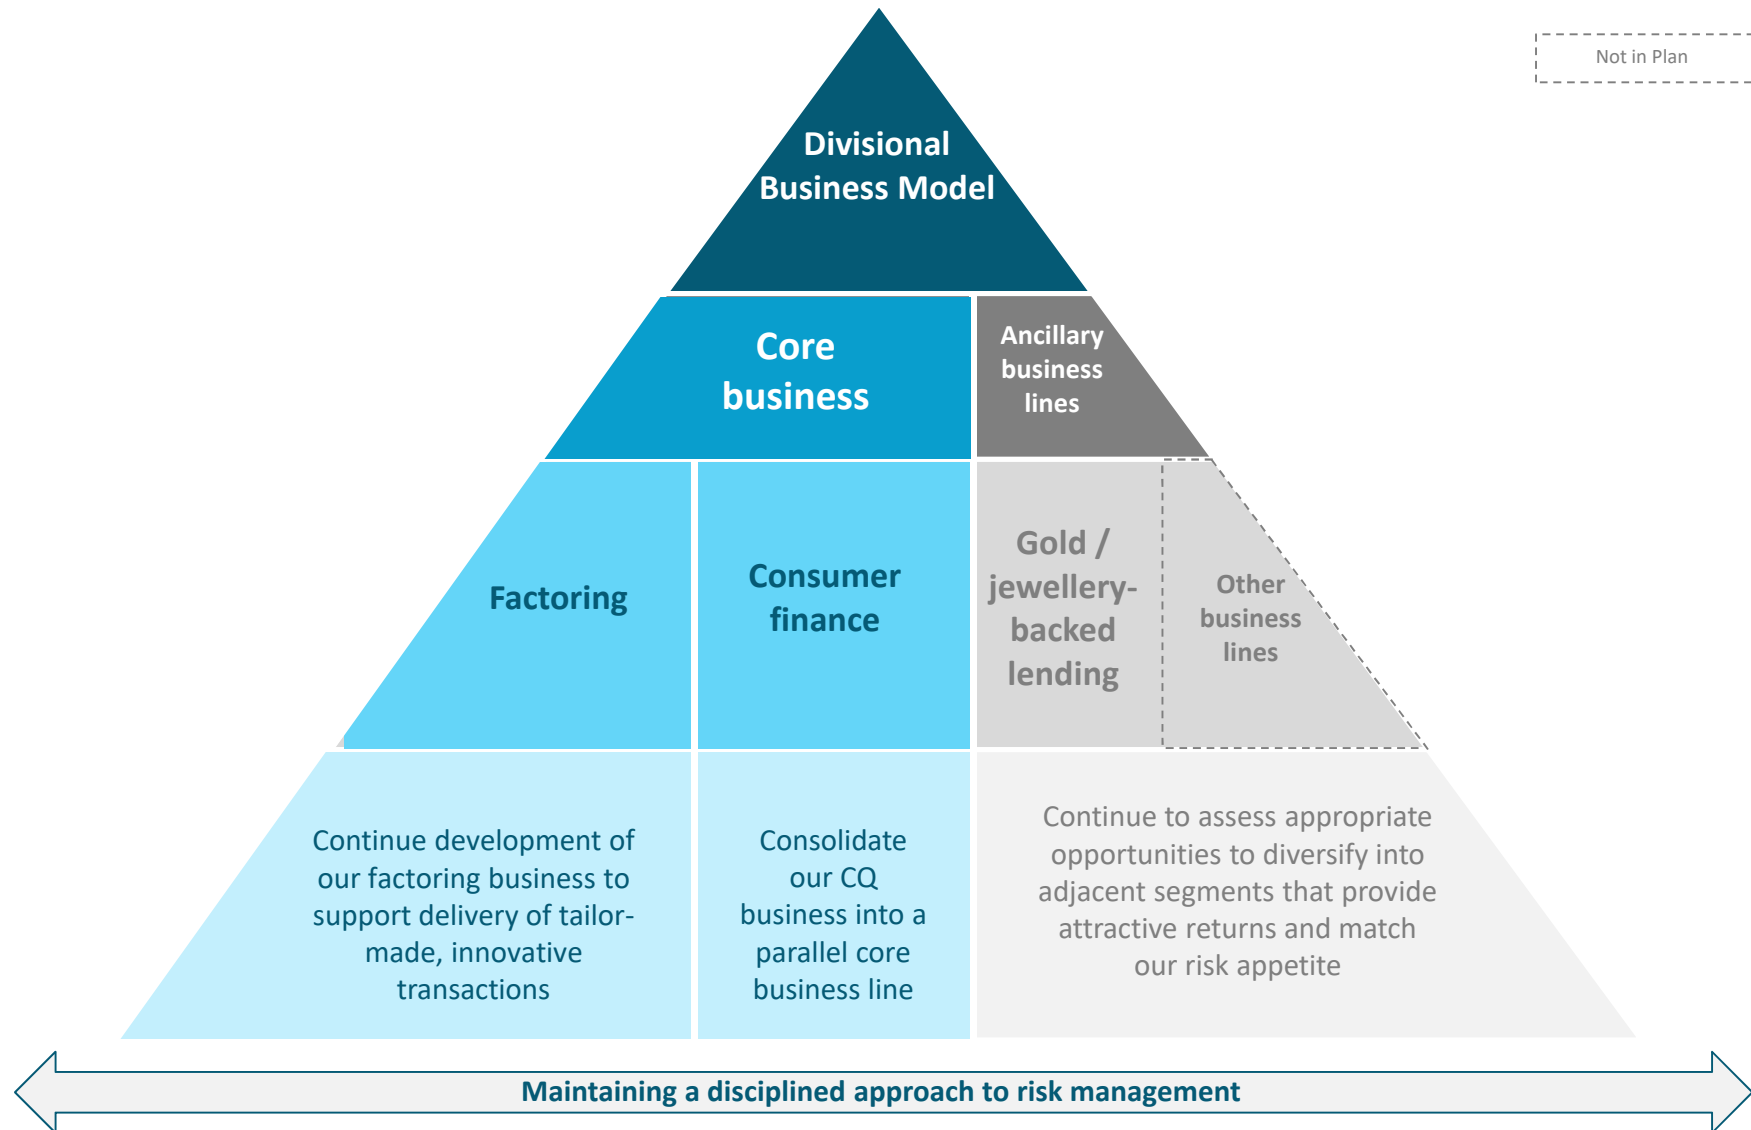 Not in Plan
Divisional
Business Model
Core
business
Ancillary
business
lines
Factoring
Consumer
finance
Gold /
jewellery-
backed
lending
Other
business
lines
Continue development of
our factoring business to
support delivery of tailor-
made, innovative
transactions
Consolidate
our CQ
business into a
parallel core
business line
Continue to assess appropriate
opportunities to diversify into
adjacent segments that provide
attractive returns and match
our risk appetite
Maintaining a disciplined approach to risk management